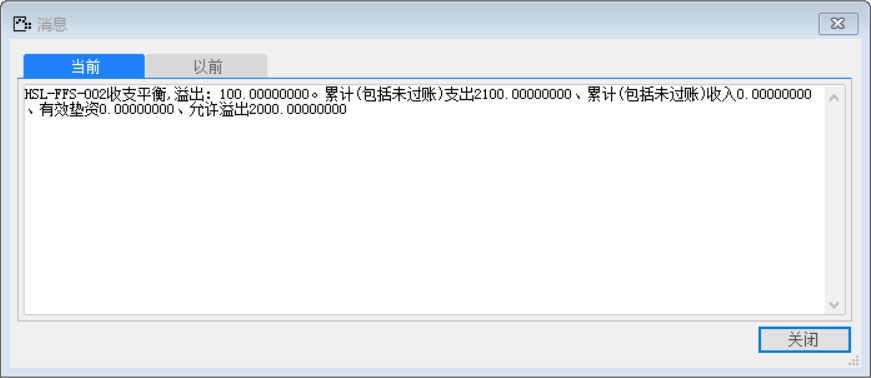 消息
当前 以前
HSL-FFS-002收支平衡,溢出: 100.00000000。累计(包括未过账)支出2100.00000000、累计(包括未过账)收入0.00000000
、有效垫资0.00000000、允许溢出2000.00000000
关闭